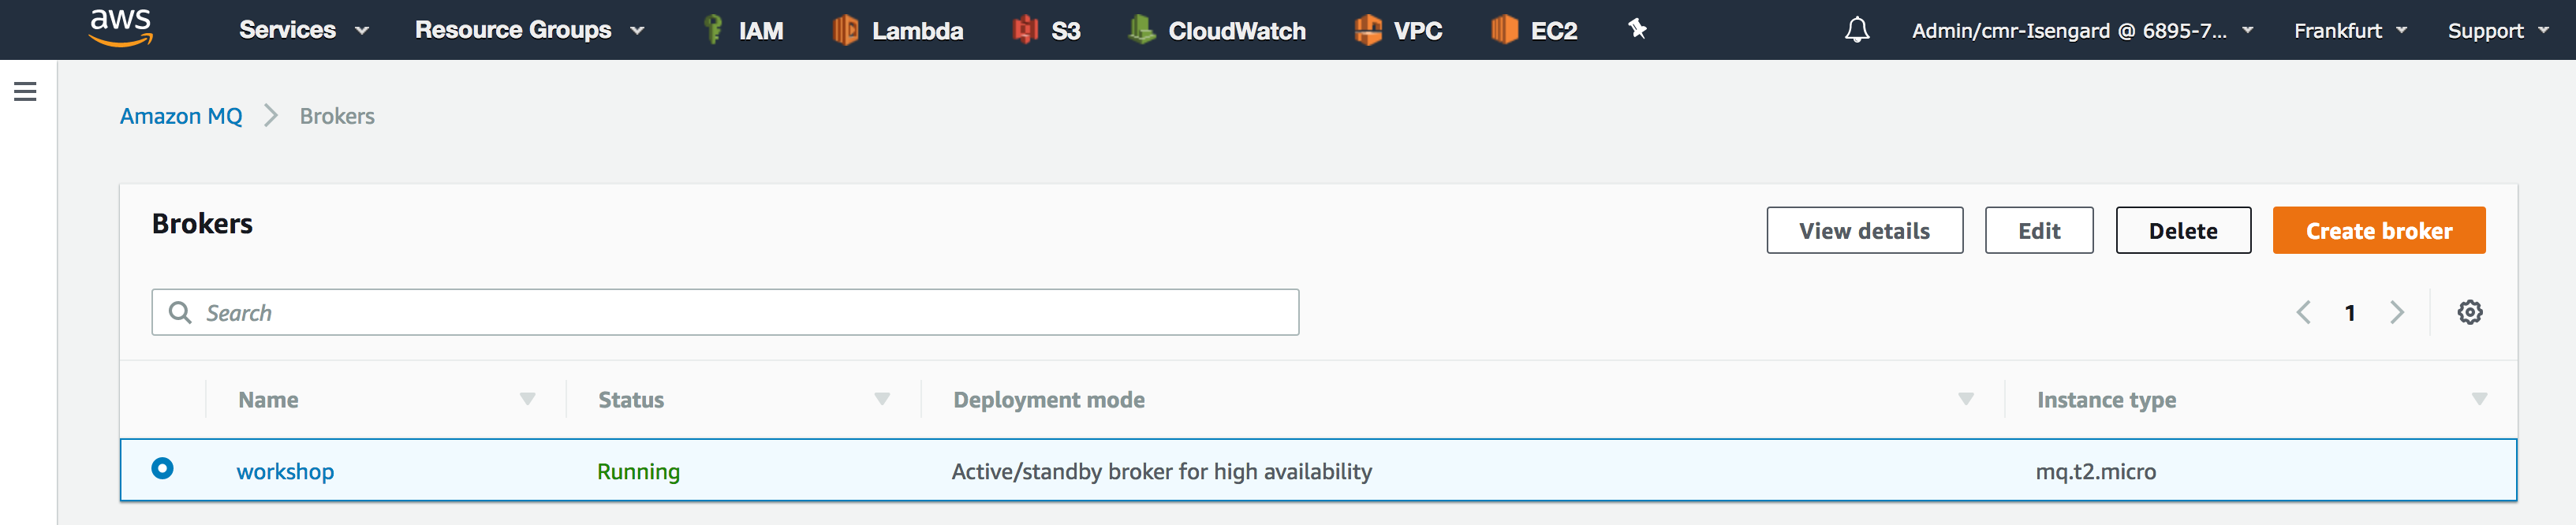 aws Services Resource Groups IAM Lambda S3 CloudWatch VPC EC2 Admin/cmr-Isengard @ 6895-7... Frankfurt Support
Amazon MQ Brokers
Brokers View details Edit Delete Create broker
Search 1
Name Status Deployment mode Instance type
workshop Running Active/standby broker for high availability mq.t2.micro